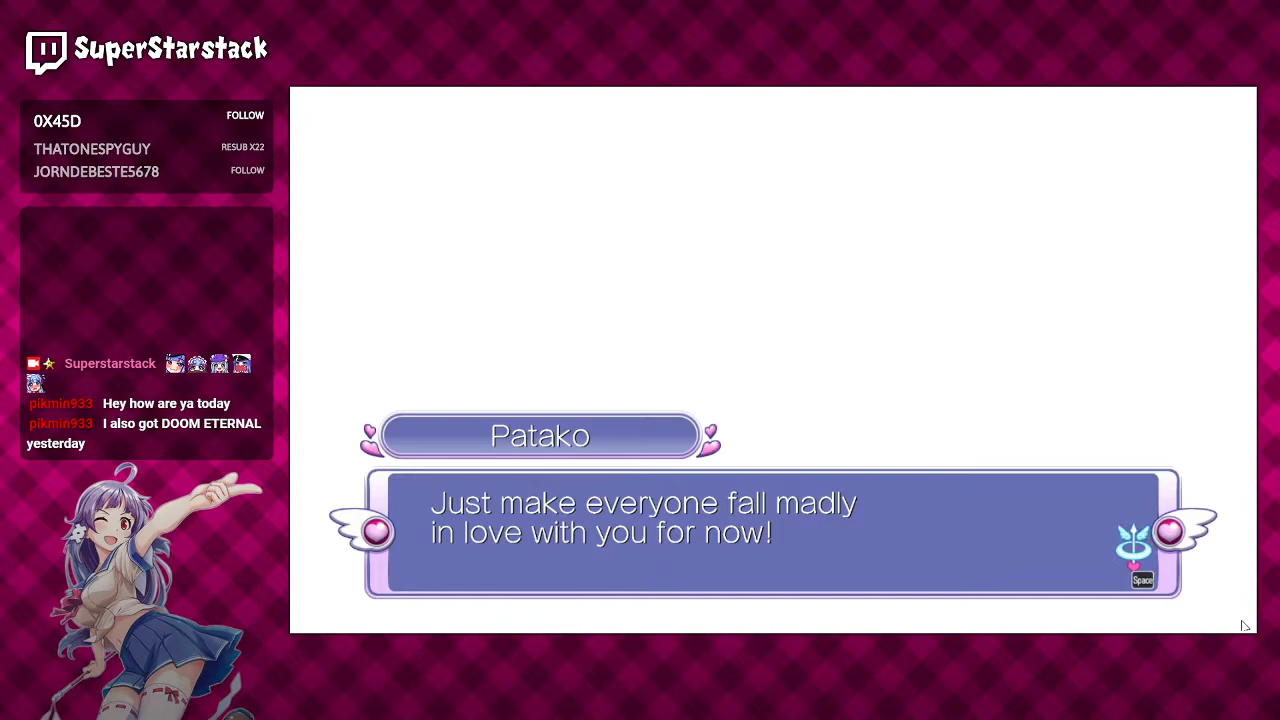 SuperStarstack
0X45D FOLLOW
THATONESPYGUY RESUB X22
JORNDEBESTE5678 FOLLOW
Superstarstack
pikmin933 Hey how are ya today
pikmin933 I also got DOOM ETERNAL
yesterday
Patako
Just make everyone fall madly
in love with you for now!
Space